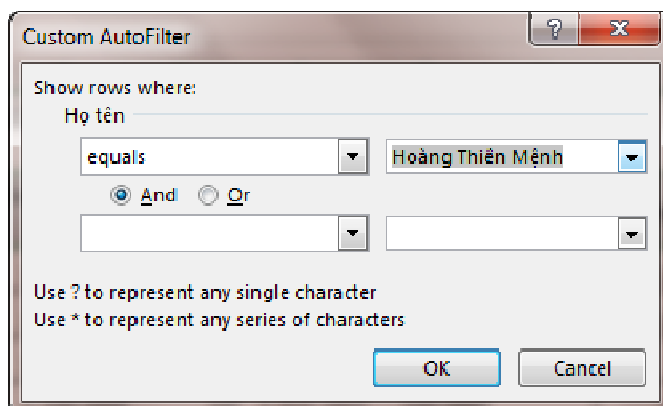 Custom AutoFilter
Show rows where:
Họ tên
equals Hoàng Thiên Mệnh
And Or
Use ? to represent any single character
Use * to represent any series of characters
OK Cancel